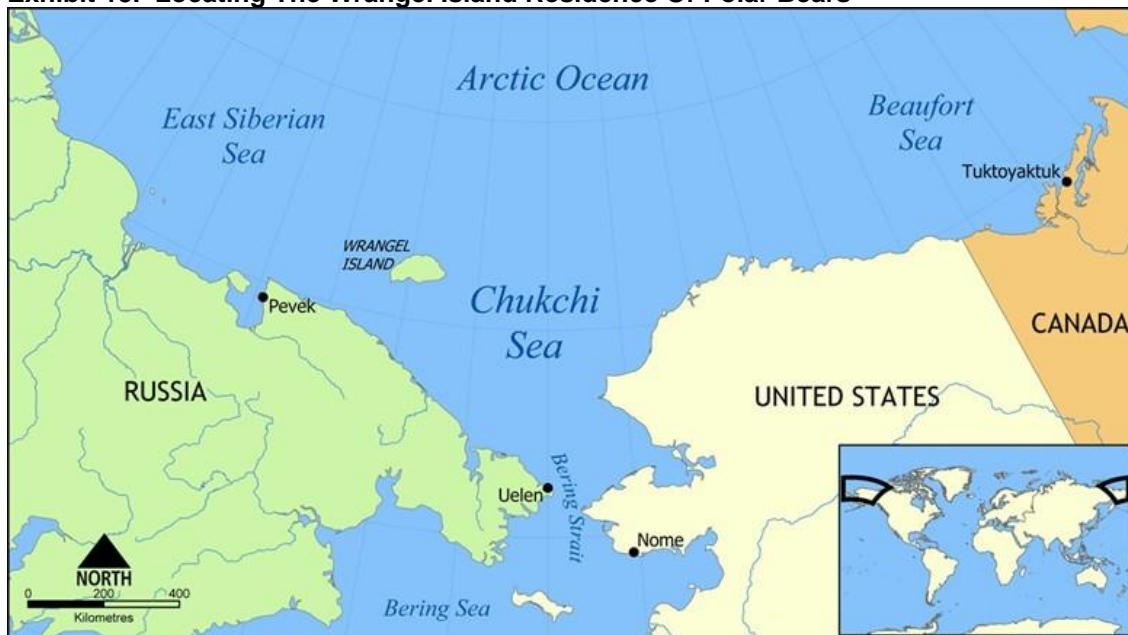 Exhibit 18. Locating The Wrangel Island Residence Of Polar Bears
Arctic Ocean
East Siberian
Sea
Beaufort
Sea
Tuktoyaktuk
WRANGEL
ISLAND
Pevek
Chukchi
Sea
CANADA
RUSSIA
UNITED STATES
Uelen
Bering Strait
Nome
NORTH
0 200 400
Kilometres
Bering Sea